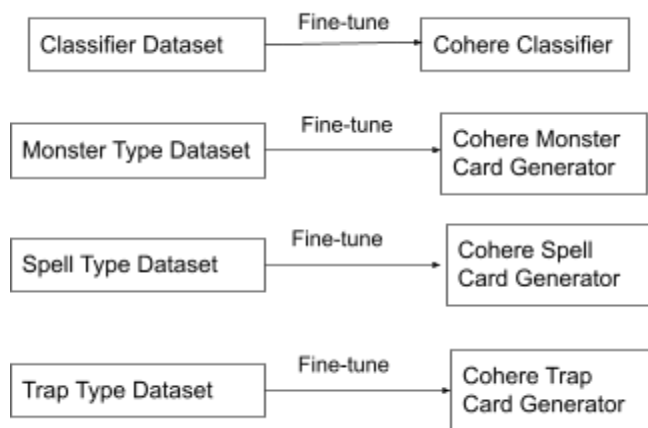 Fine-tune
Classifier Dataset
Cohere Classifier
Fine-tune
Monster Type Dataset
Cohere Monster
Card Generator
Fine-tune
Spell Type Dataset
Cohere Spell
Card Generator
Fine-tune
Trap Type Dataset
Cohere Trap
Card Generator